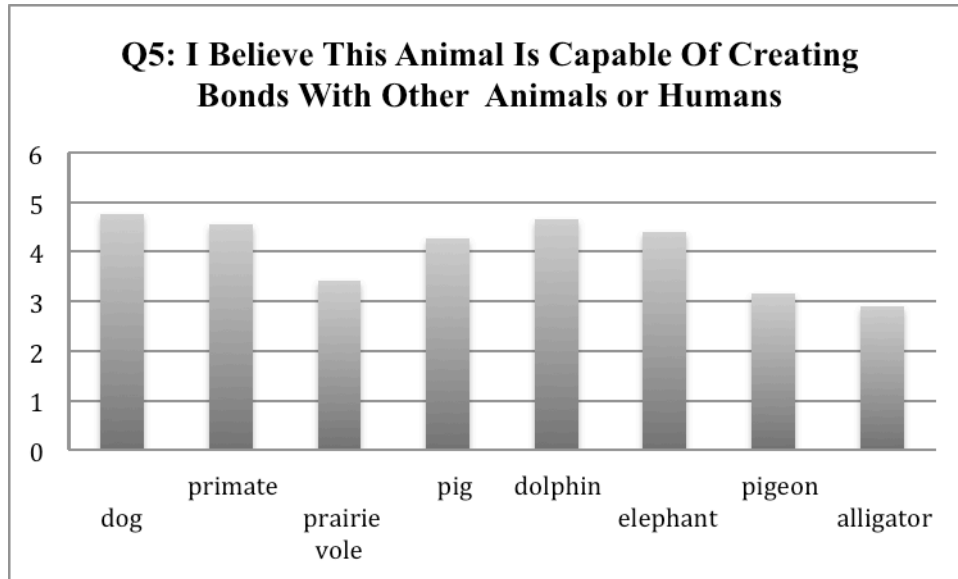 Q5: I Believe This Animal Is Capable Of Creating
Bonds With Other Animals or Humans
6
5
4
3
2
1
0
dog
primate
prairie
vole
pig
dolphin
elephant
pigeon
alligator